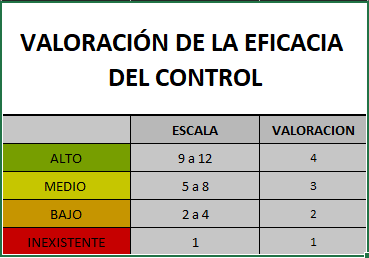 VALORACIÓN DE LA EFICACIA
DEL CONTROL
ESCALA VALORACION
ALTO 9 a 12 4
MEDIO 5 a 8 3
BAJO 2 a 4 2
INEXISTENTE 1 1